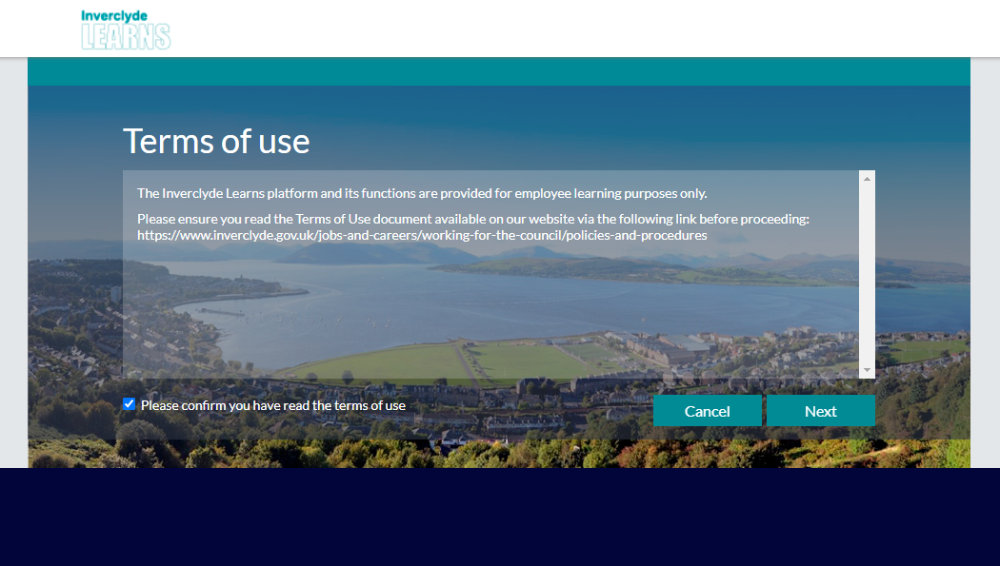 Inverclyde
LEARNS
Terms of use
The Inverclyde Learns platform and its functions are provided for employee learning purposes only.
Please ensure you read the Terms of Use document available on our website via the following link before proceeding:
https://www.inverclyde.gov.uk/jobs-and-careers/working-for-the-council/policies-and-procedures
Please confirm you have read the terms of use
Cancel
Next